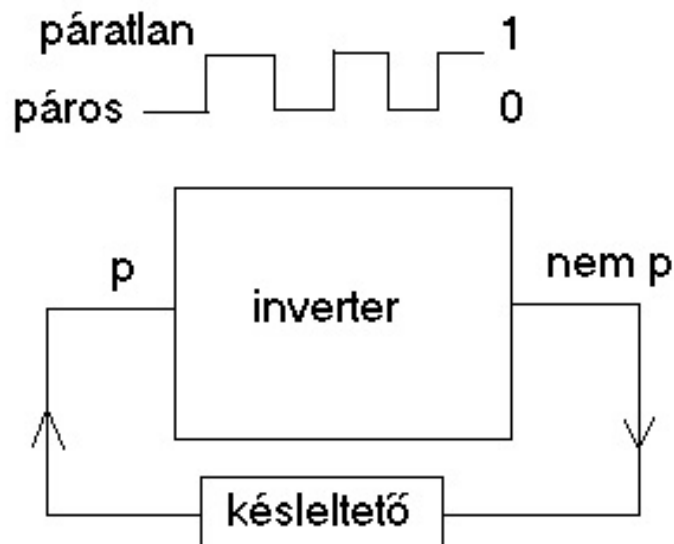 páratlan 1
páros 0
p nem p
inverter
késleltető